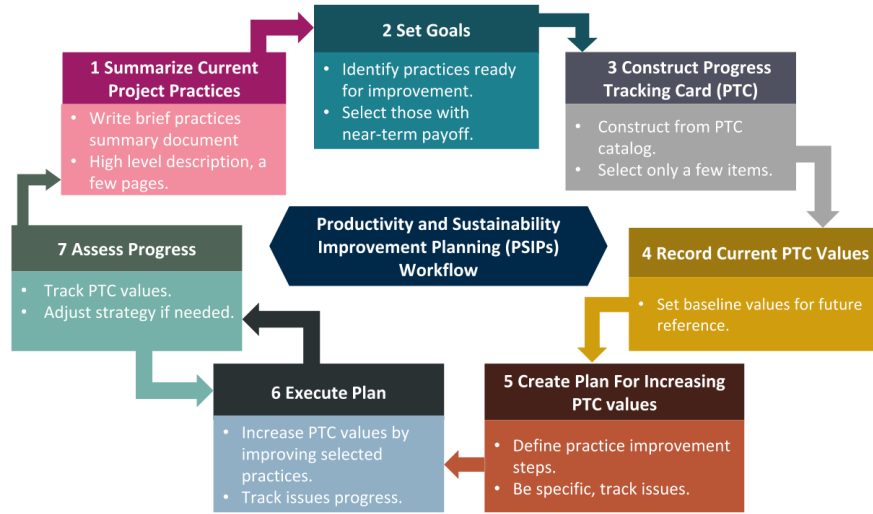 1 Summarize Current
Project Practices
• Write brief practices
summary document
• High level description, a
few pages.
2 Set Goals
• Identify practices ready
for improvement.
• Select those with
near-term payoff.
3 Construct Progress
Tracking Card (PTC)
• Construct from PTC
catalog.
• Select only a few items.
Productivity and Sustainability
Improvement Planning (PSIPs)
Workflow
4 Record Current PTC Values
• Set baseline values for future
reference.
5 Create Plan For Increasing
PTC values
• Define practice improvement
steps.
• Be specific, track issues.
6 Execute Plan
• Increase PTC values by
improving selected
practices.
• Track issues progress.
7 Assess Progress
• Track PTC values.
• Adjust strategy if needed.